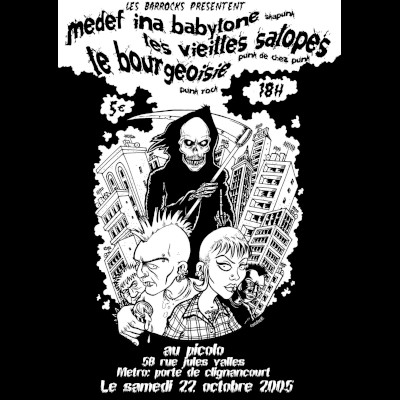 LES BARROCKS PRESENTENT
medef ina babylone skapunk
les vieilles salopes
punk de chez punk
le bourgeoisie
punk rock
18H
5€
au picolo
58 rue jules valles
Metro: porte de clignancourt
Le samedi 22 octobre 2005